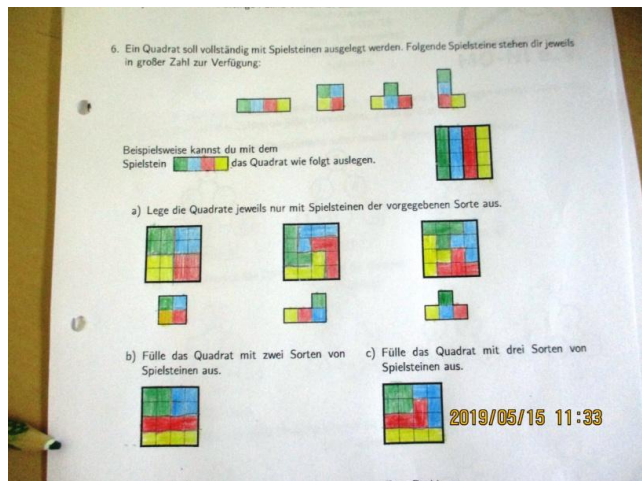 6. Ein Quadrat soll vollständig mit Spielsteinen ausgelegt werden. Folgende Spielsteine stehen dir jeweils
in großer Zahl zur Verfügung:
Beispielsweise kannst du mit dem
Spielstein das Quadrat wie folgt auslegen.
a) Lege die Quadrate jeweils nur mit Spielsteinen der vorgegebenen Sorte aus.
b) Fülle das Quadrat mit zwei Sorten von
Spielsteinen aus.
c) Fülle das Quadrat mit drei Sorten von
Spielsteinen aus.
2019/05/15 11:33